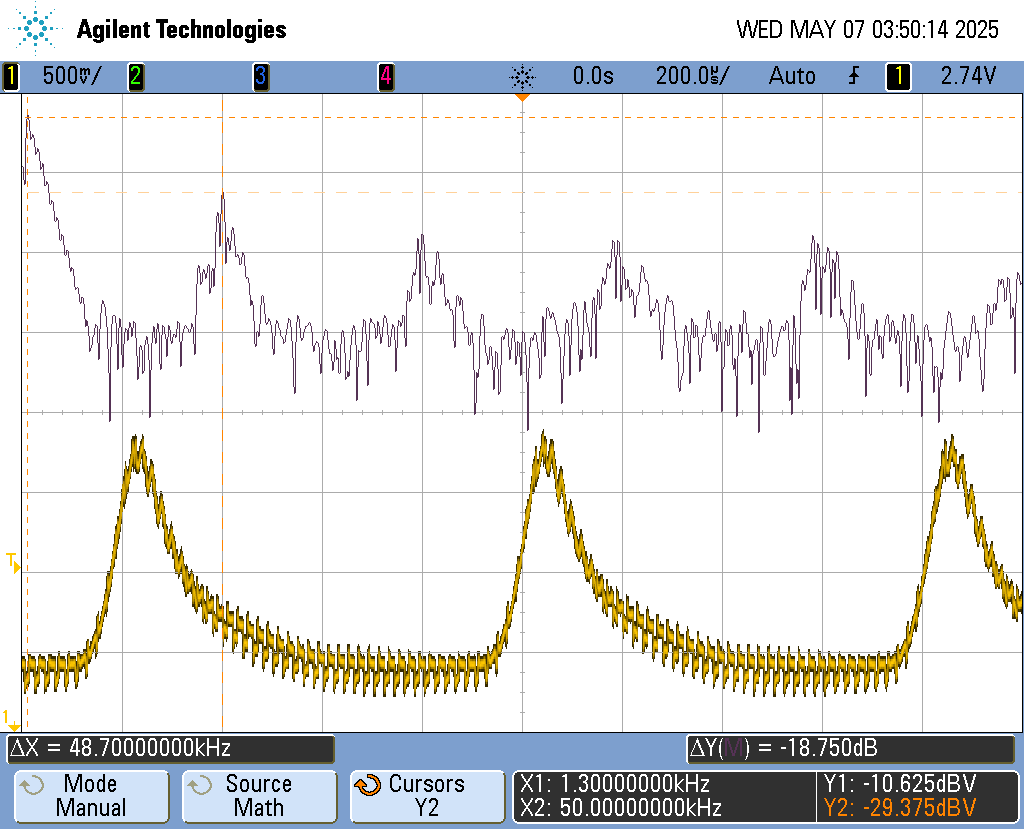 Agilent Technologies WED MAY 07 03:50:14 2025
1 500mV/ 2 3 4 0.0s 200.0µs/ Auto 1 2.74V
T
1
ΔX = 48.70000000kHz ΔY(M) = -18.750dB
Mode Source Cursors X1: 1.30000000kHz Y1: -10.625dBV
Manual Math Y2 X2: 50.00000000kHz Y2: -29.375dBV